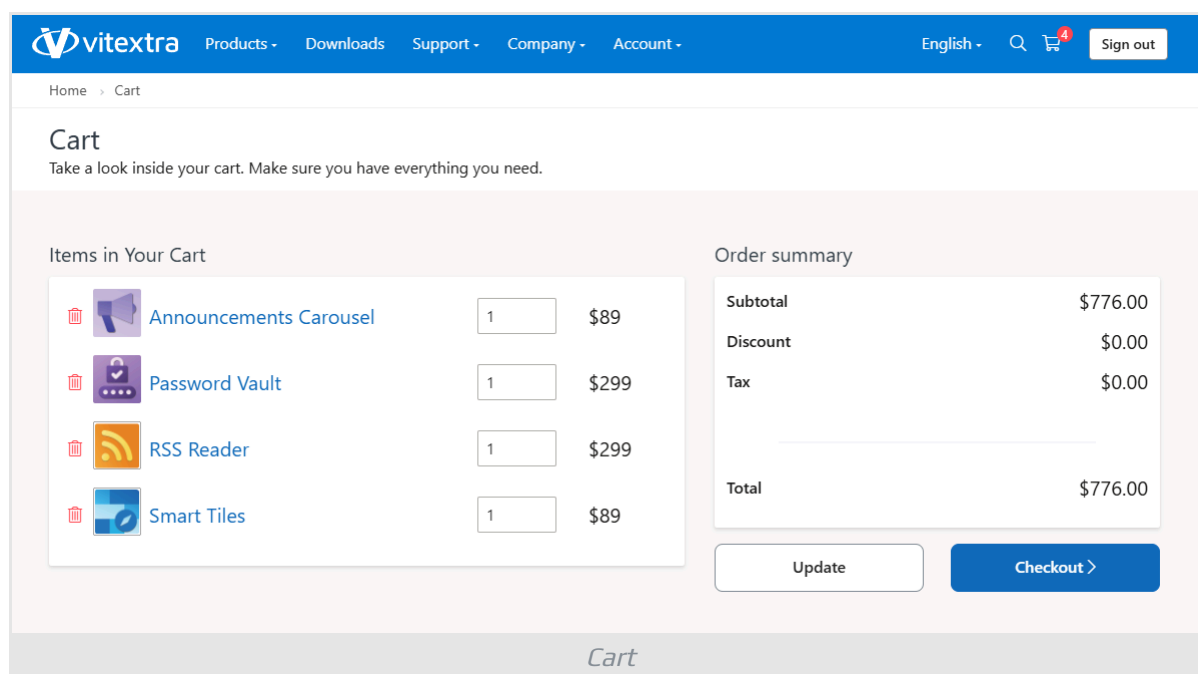 vitextra Products Downloads Support Company Account English 4 Sign out
Home › Cart
Cart
Take a look inside your cart. Make sure you have everything you need.
Items in Your Cart
Announcements Carousel 1 $89
Password Vault 1 $299
RSS Reader 1 $299
Smart Tiles 1 $89
Order summary
Subtotal $776.00
Discount $0.00
Tax $0.00
Total $776.00
Update Checkout
Cart